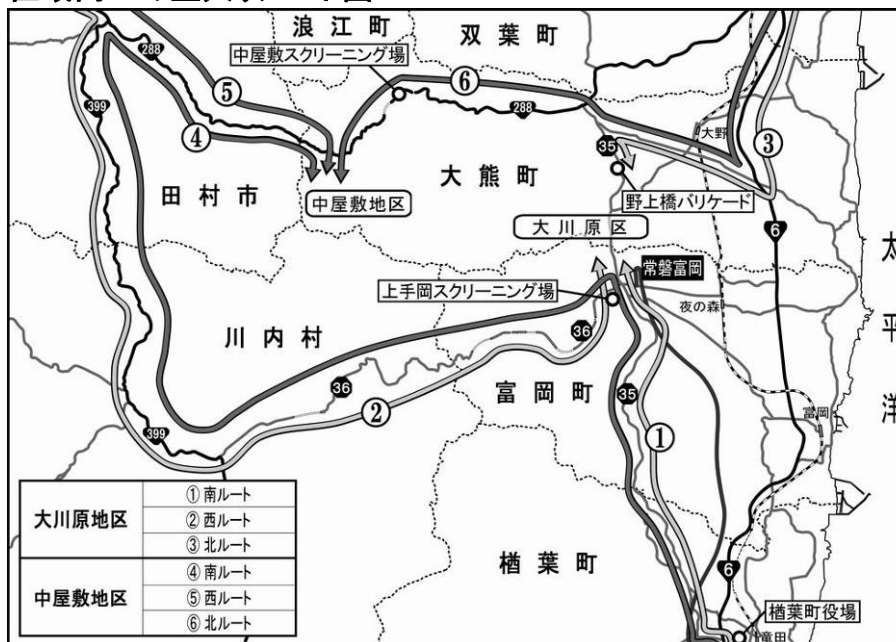 浪江町
双葉町
288
中屋敷スクリーニング場
⑥
399
⑤
288
大野
④
35
③
大熊町
田村市
中屋敷地区
野上橋バリケード
大川原区
6
太平洋
常磐富岡
上手岡スクリーニング場
夜の森
川内村
36
36
富岡町
35
富岡
②
①
399
大川原地区
①南ルート
②西ルート
③北ルート
中屋敷地区
④南ルート
⑤西ルート
⑥北ルート
楢葉町
6
楢葉町役場
竜田